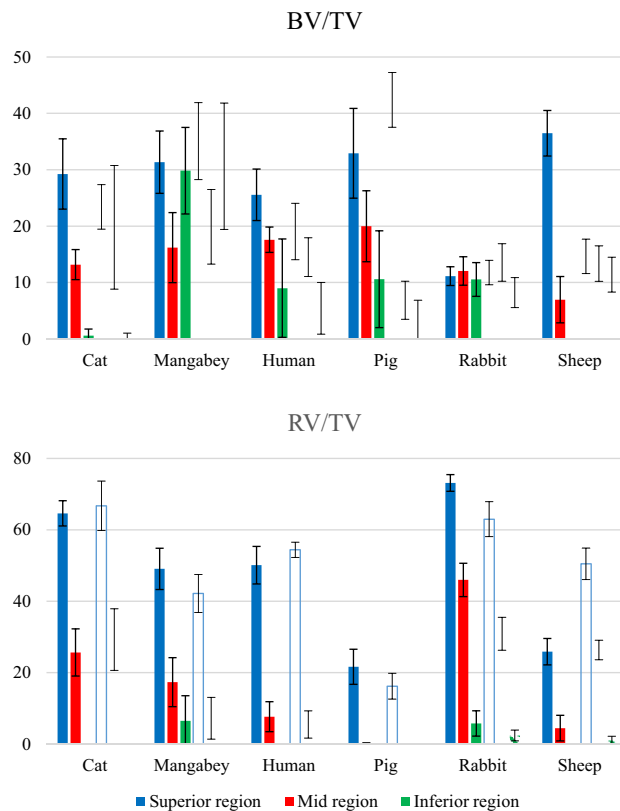 BV/TV
50
40
30
20
10
0
Cat Mangabey Human Pig Rabbit Sheep
RV/TV
80
60
40
20
0
Cat Mangabey Human Pig Rabbit Sheep
Superior region Mid region Inferior region